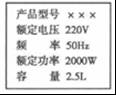 产品型号 ×××
额定电压 220V
频 率 50Hz
额定功率 2000W
容 量 2.5L